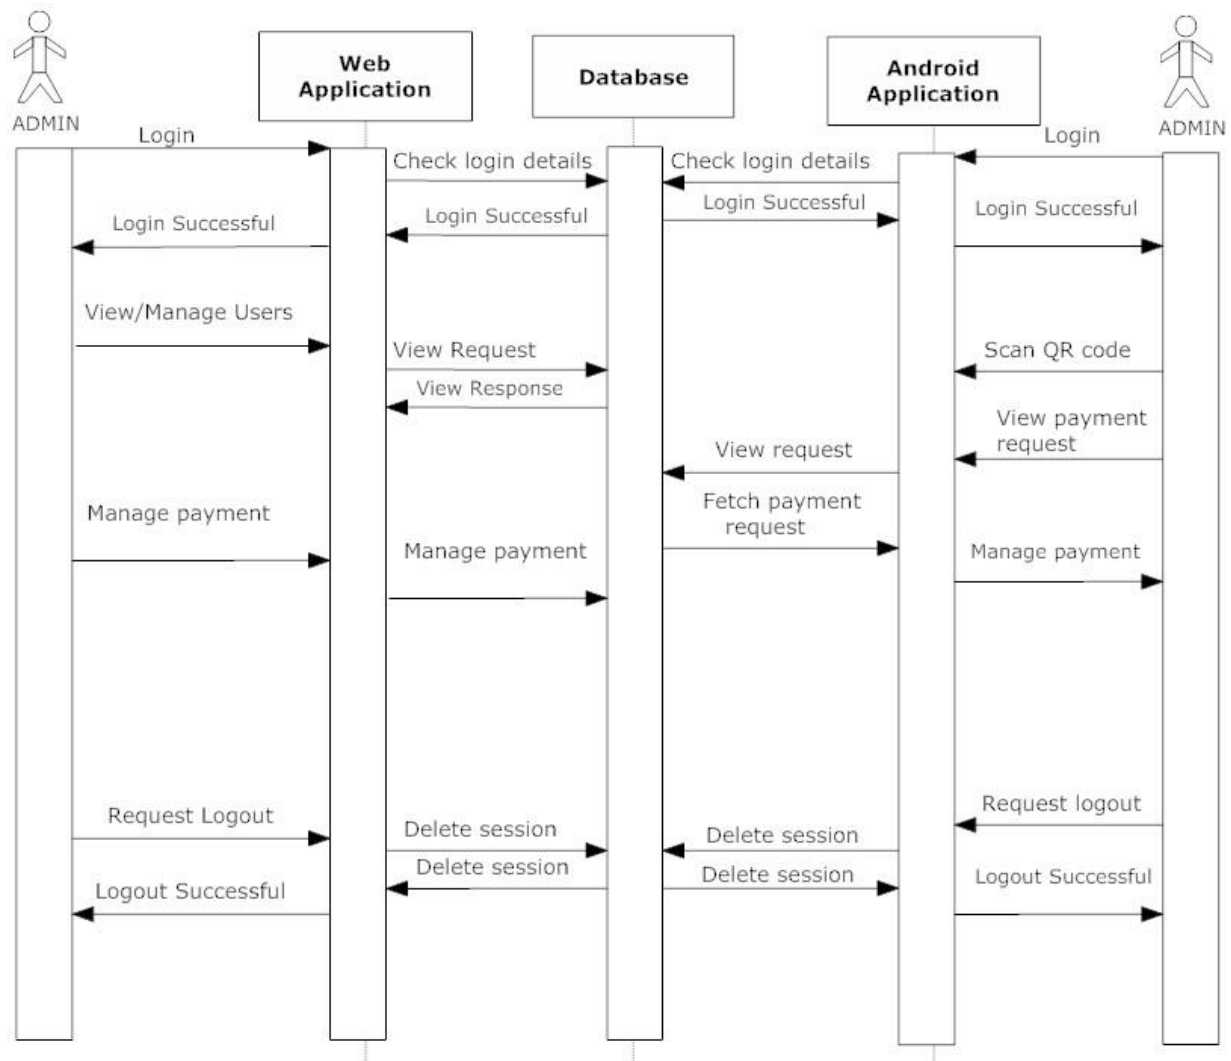 Web
Application
Database
Android
Application
ADMIN
ADMIN
Login
Login
Check login details
Check login details
Login Successful
Login Successful
Login Successful
Login Successful
View/Manage Users
View Request
Scan QR code
View Response
View payment
request
View request
Manage payment
Fetch payment
request
Manage payment
Manage payment
Request Logout
Request logout
Delete session
Delete session
Delete session
Delete session
Logout Successful
Logout Successful